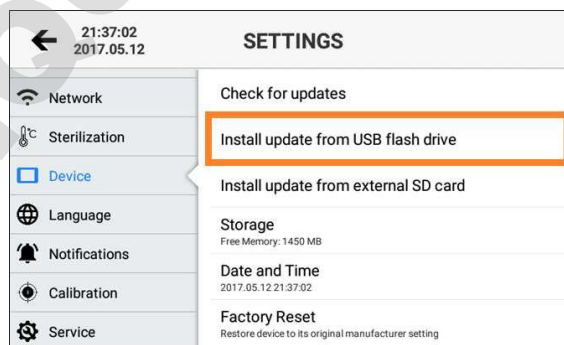 21:37:02
2017.05.12
SETTINGS
Network
°C
Sterilization
Device
Language
Notifications
Calibration
Service
Check for updates
Install update from USB flash drive
Install update from external SD card
Storage
Free Memory: 1450 MB
Date and Time
2017.05.12 21:37:02
Factory Reset
Restore device to its original manufacturer setting